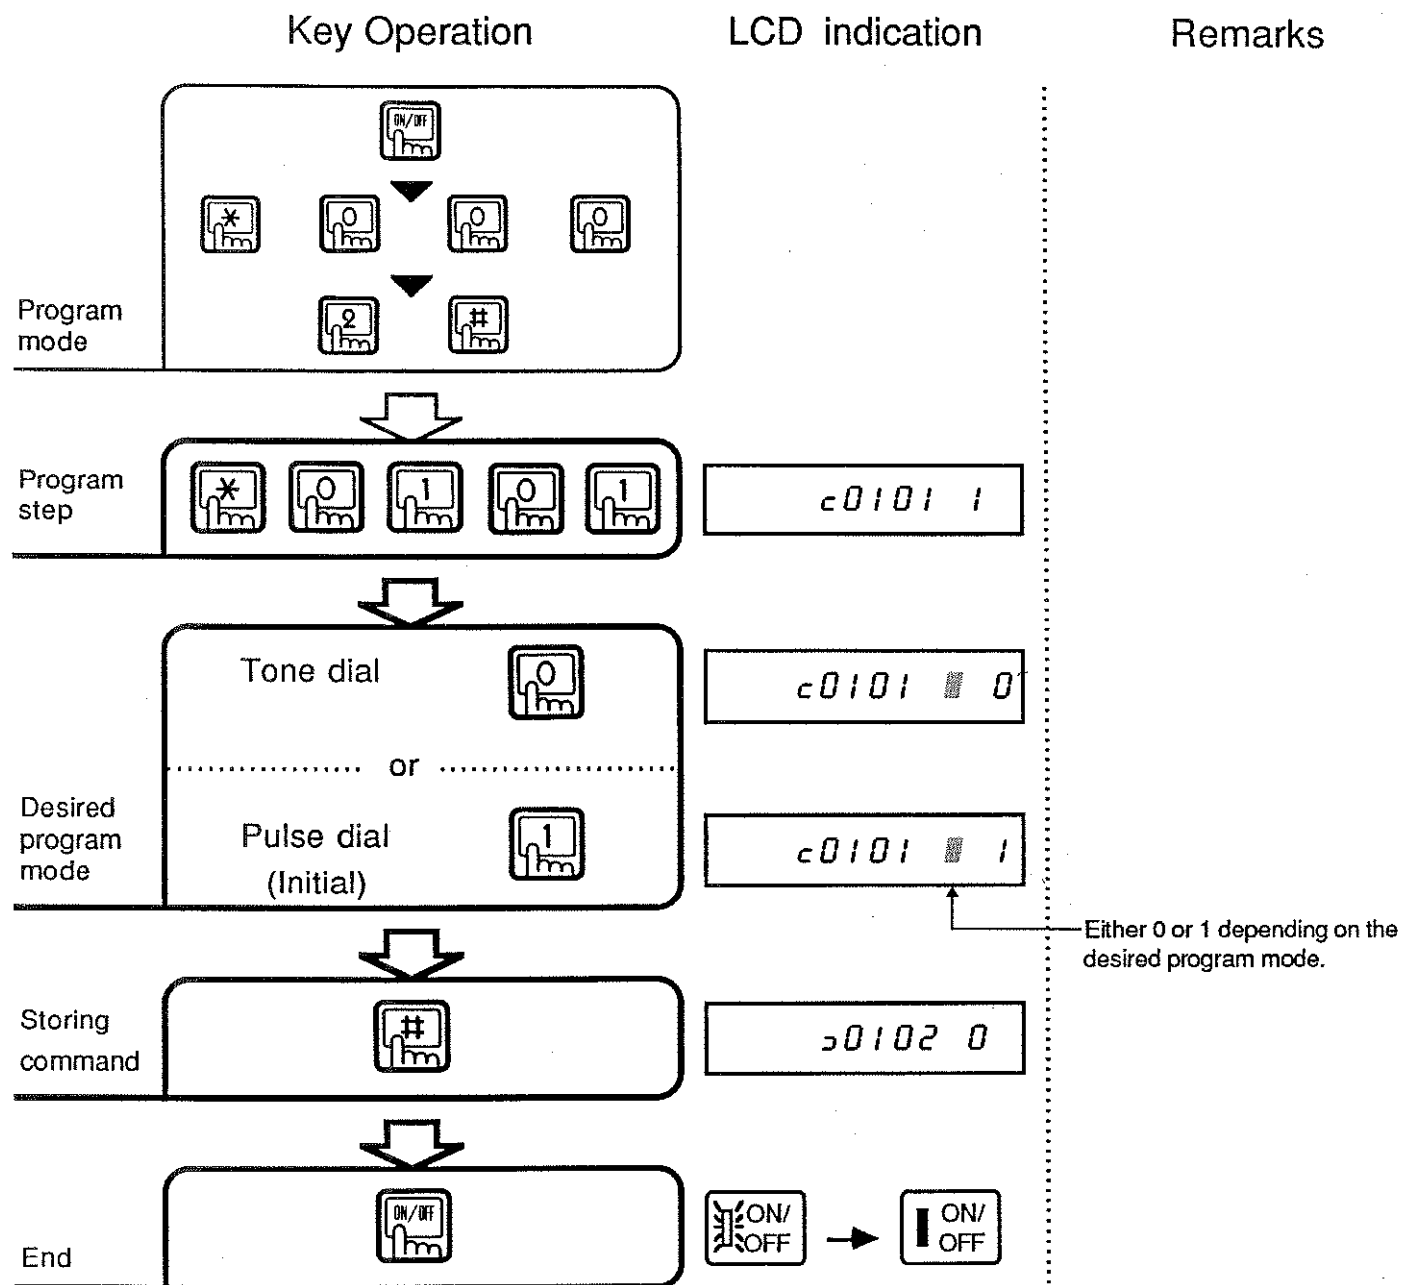 Key Operation LCD indication Remarks
ON/OFF
* 0 0 0
Program
mode
2 #
Program
step
* 0 1 0 1
c0101 1
Tone dial 0
c0101 0
or
Desired
program
mode
Pulse dial
(Initial)
1
c0101 1
Either 0 or 1 depending on the
desired program mode.
Storing
command
#
ɔ0102 0
End
ON/OFF
ON/
OFF
ON/
OFF